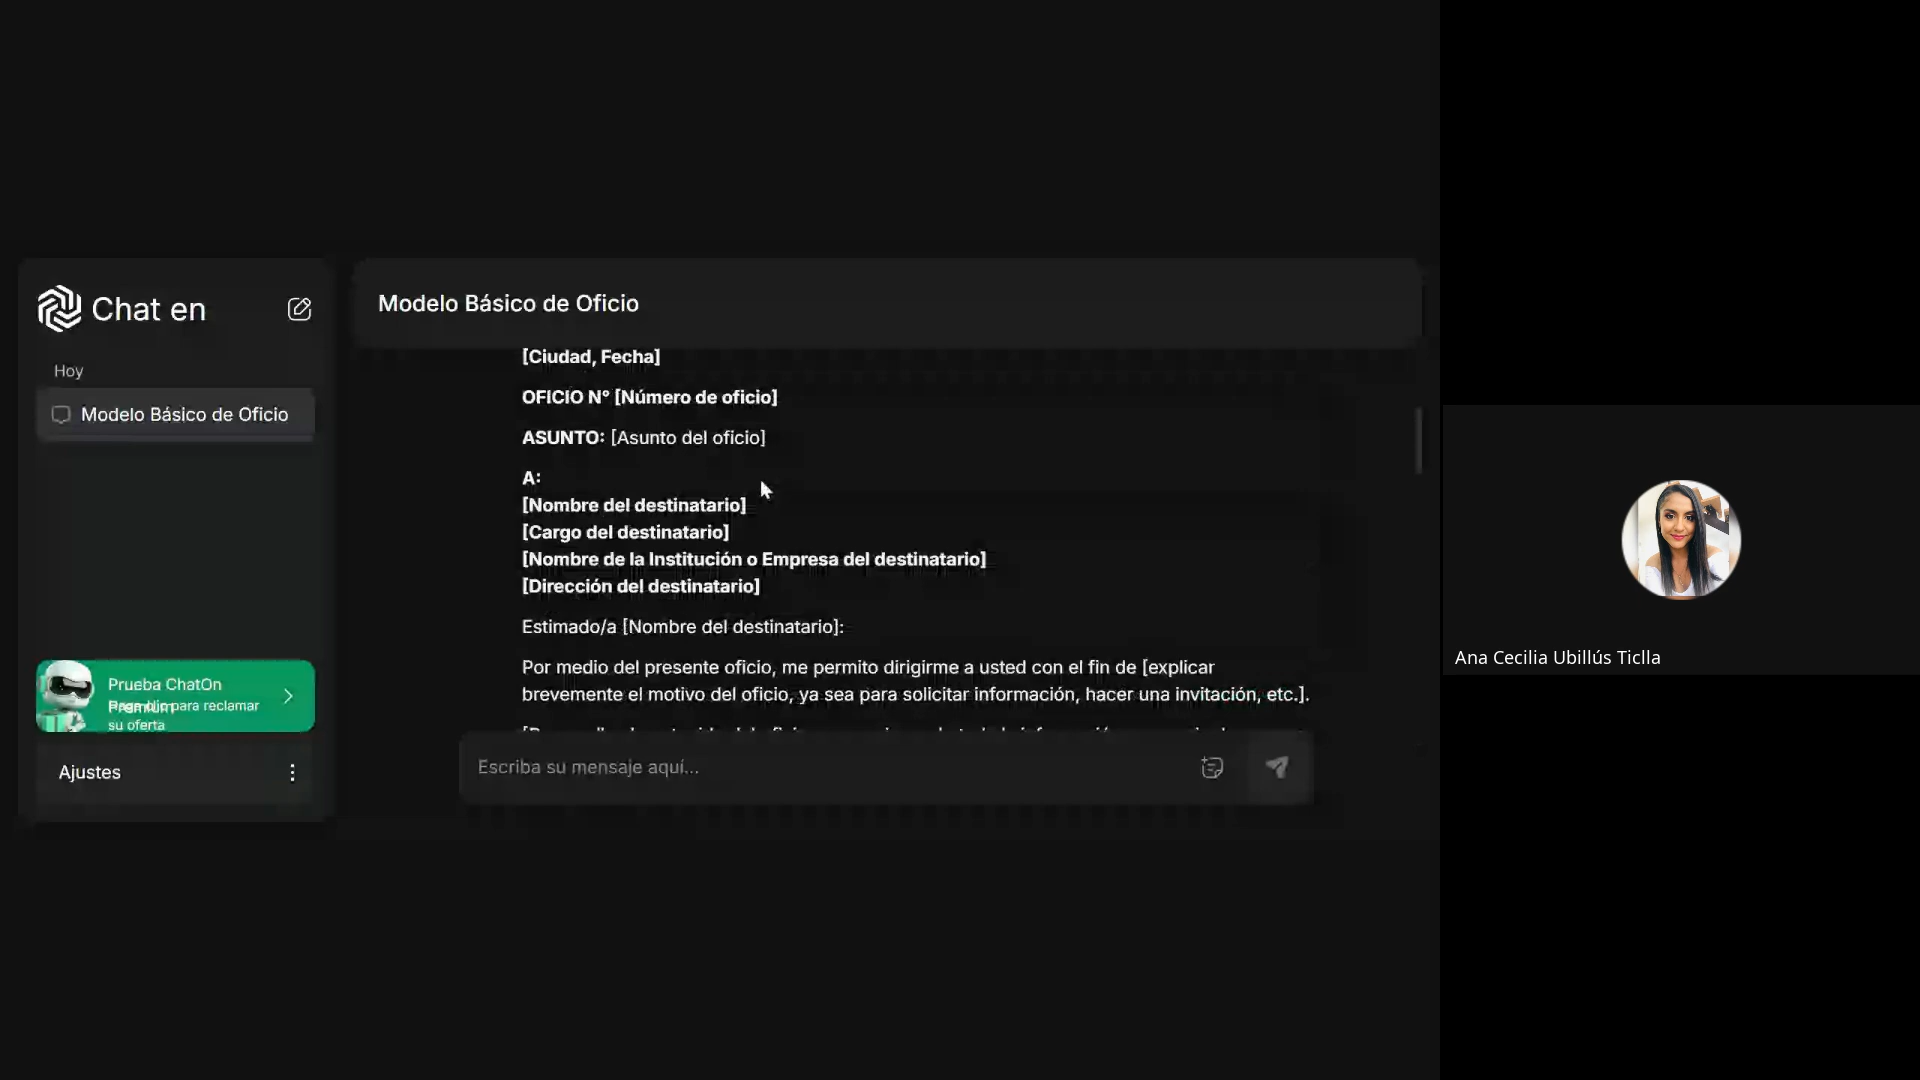 Chat en
Hoy
Modelo Básico de Oficio
Prueba ChatOn
Premium
para reclamar
su oferta
Ajustes
Modelo Básico de Oficio
[Ciudad, Fecha]
OFICIO N° [Número de oficio]
ASUNTO: [Asunto del oficio]
A:
[Nombre del destinatario]
[Cargo del destinatario]
[Nombre de la Institución o Empresa del destinatario]
[Dirección del destinatario]
Estimado/a [Nombre del destinatario]:
Por medio del presente oficio, me permito dirigirme a usted con el fin de [explicar
brevemente el motivo del oficio, ya sea para solicitar información, hacer una invitación, etc.].
Escriba su mensaje aquí...
Ana Cecilia Ubillús Ticlla